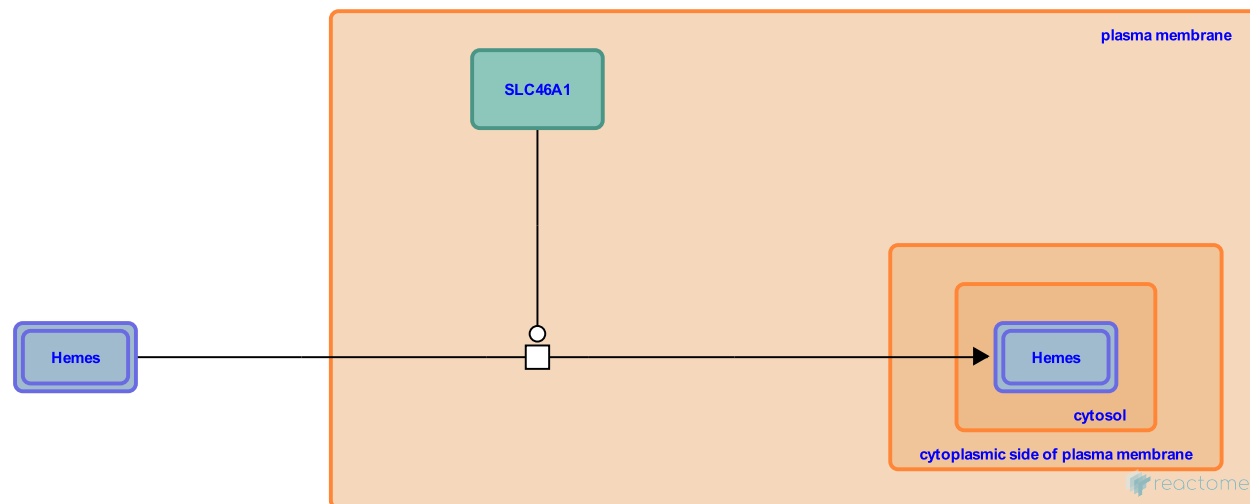 plasma membrane
SLC46A1
Hemes
Hemes
cytosol
cytoplasmic side of plasma membrane
reactome